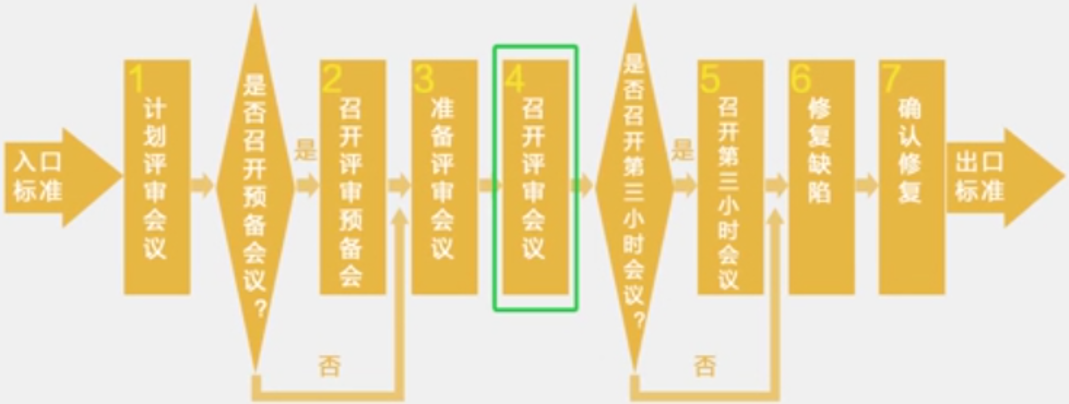 入口
标准
1
计划评审会议
是否召开预备会议？
是
否
2
召开评审预备会
3
准备评审会议
4
召开评审会议
是否召开第三小时会议？
是
否
5
召开第三小时会议
6
修复缺陷
7
确认修复
出口
标准